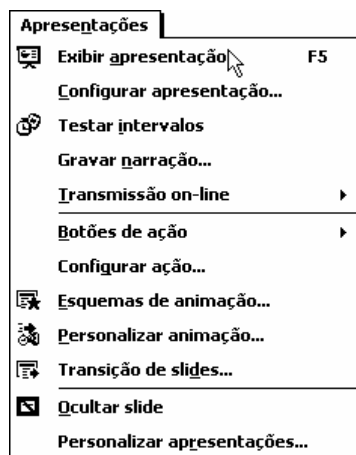 Apresentações
Exibir apresentação F5
Configurar apresentação...
Testar intervalos
Gravar narração...
Transmissão on-line
Botões de ação
Configurar ação...
Esquemas de animação...
Personalizar animação...
Transição de slides...
Ocultar slide
Personalizar apresentações...